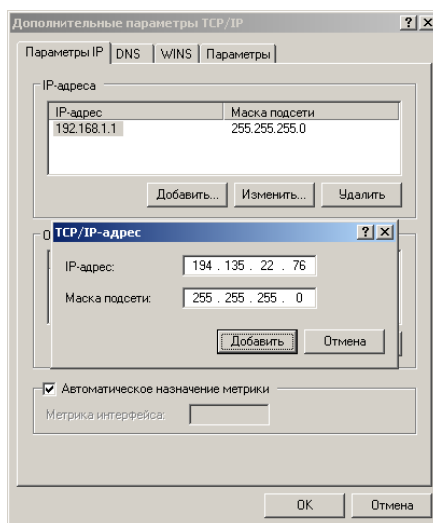 Дополнительные параметры TCP/IP
Параметры IP DNS WINS Параметры
IP-адреса
IP-адрес Маска подсети
192.168.1.1 255.255.255.0
Добавить... Изменить... Удалить
TCP/IP-адрес
IP-адрес: 194 . 135 . 22 . 76
Маска подсети: 255 . 255 . 255 . 0
Добавить Отмена
Автоматическое назначение метрики
Метрика интерфейса:
OK Отмена